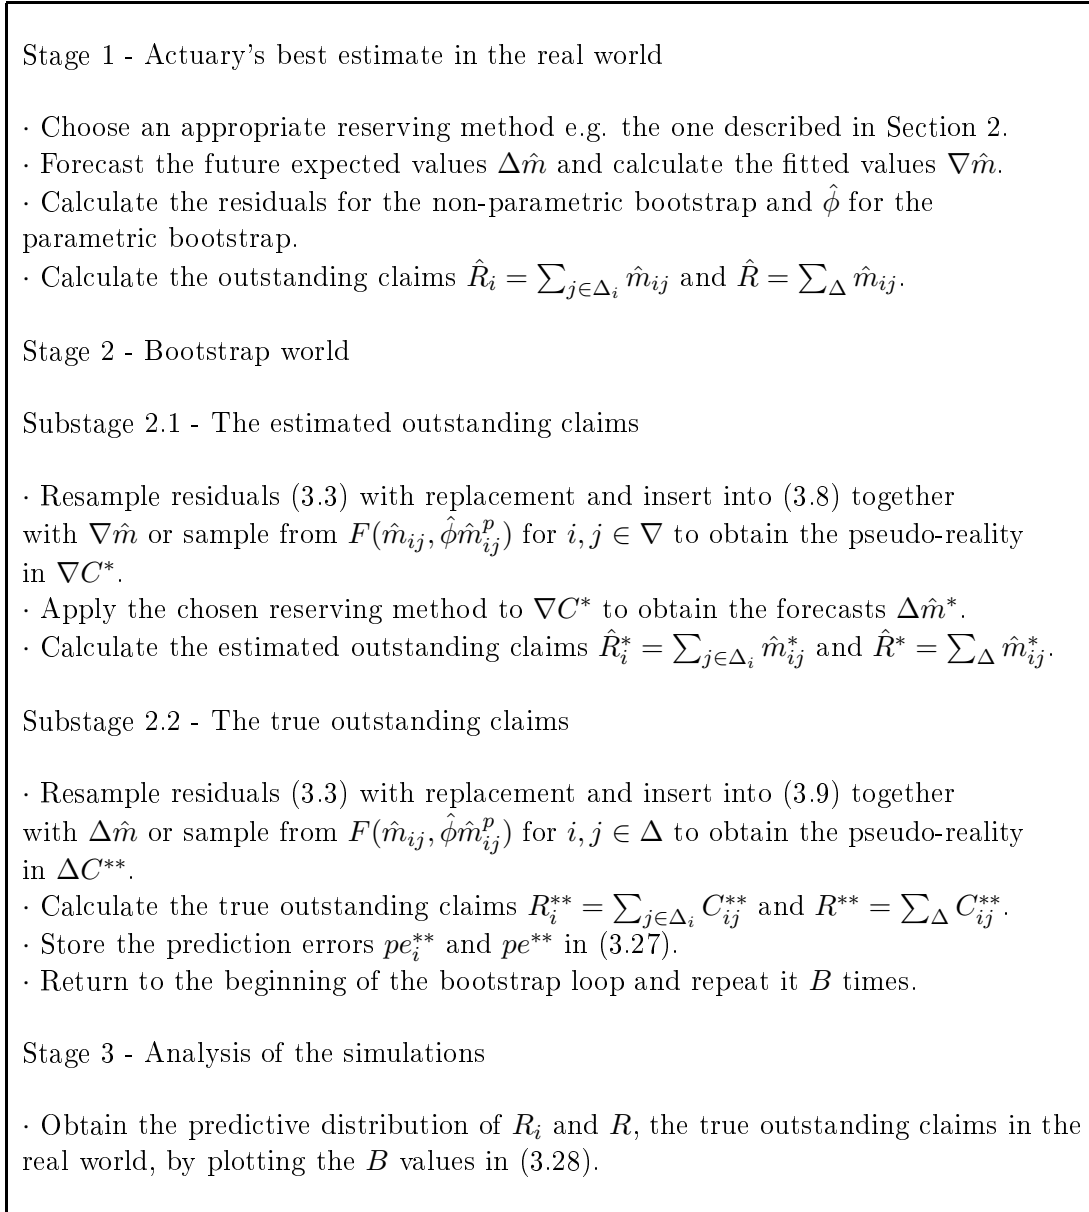 Stage 1 - Actuary's best estimate in the real world
· Choose an appropriate reserving method e.g. the one described in Section 2.
· Forecast the future expected values Δm̂ and calculate the fitted values ∇m̂.
· Calculate the residuals for the non-parametric bootstrap and φ̂ for the
parametric bootstrap.
· Calculate the outstanding claims R̂_i = ∑_{j∈Δ_i} m̂_{ij} and R̂ = ∑_Δ m̂_{ij}.
Stage 2 - Bootstrap world
Substage 2.1 - The estimated outstanding claims
· Resample residuals (3.3) with replacement and insert into (3.8) together
with ∇m̂ or sample from F(m̂_{ij}, φ̂m̂_{ij}^p) for i, j ∈ ∇ to obtain the pseudo-reality
in ∇C*.
· Apply the chosen reserving method to ∇C* to obtain the forecasts Δm̂*.
· Calculate the estimated outstanding claims R̂_i^* = ∑_{j∈Δ_i} m̂_{ij}^* and R̂* = ∑_Δ m̂_{ij}^*.
Substage 2.2 - The true outstanding claims
· Resample residuals (3.3) with replacement and insert into (3.9) together
with Δm̂ or sample from F(m̂_{ij}, φ̂m̂_{ij}^p) for i, j ∈ Δ to obtain the pseudo-reality
in ΔC**.
· Calculate the true outstanding claims R_i^{**} = ∑_{j∈Δ_i} C_{ij}^{**} and R** = ∑_Δ C_{ij}^{**}.
· Store the prediction errors pe_i^{**} and pe** in (3.27).
· Return to the beginning of the bootstrap loop and repeat it B times.
Stage 3 - Analysis of the simulations
· Obtain the predictive distribution of R_i and R, the true outstanding claims in the
real world, by plotting the B values in (3.28).